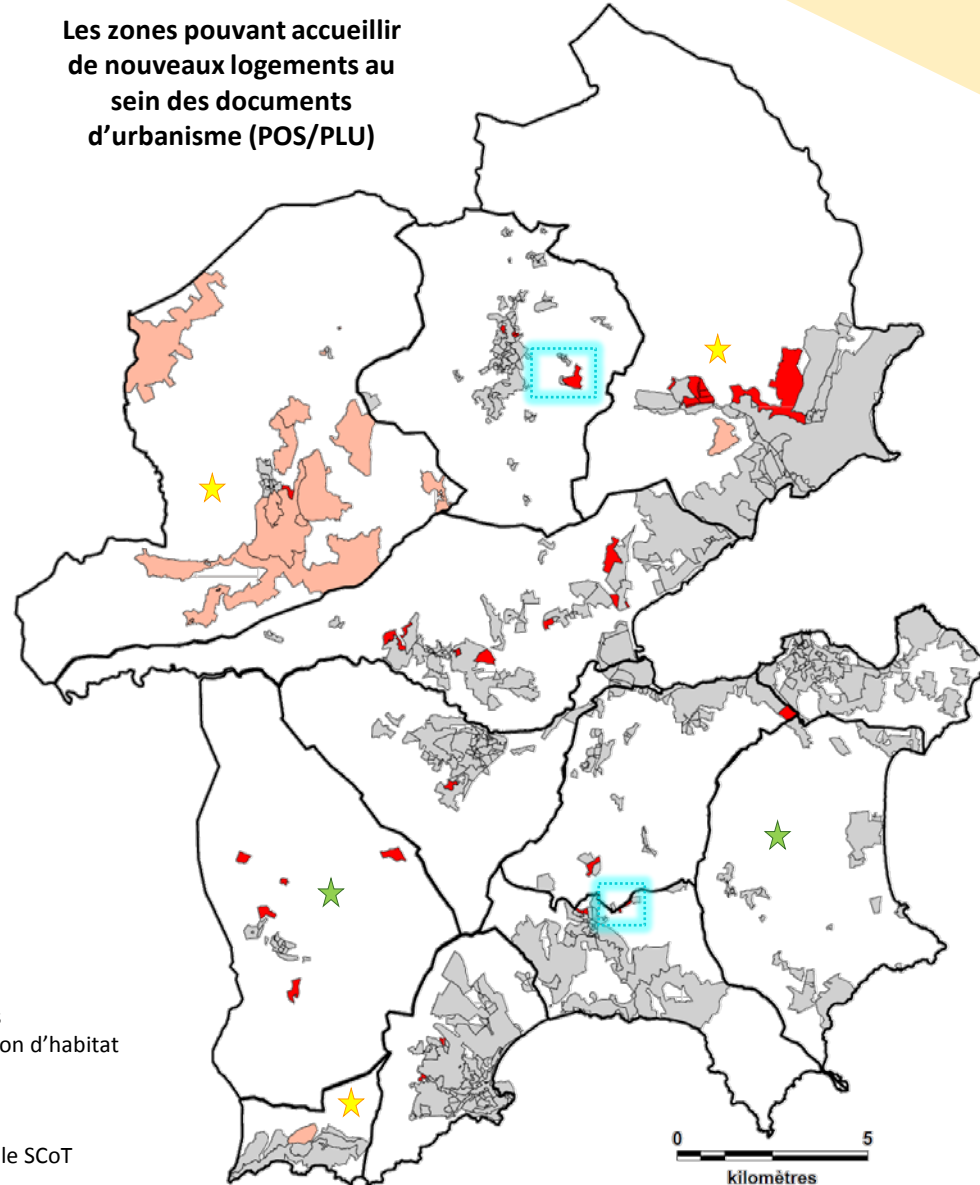 Les zones pouvant accueillir
de nouveaux logements au
sein des documents
d’urbanisme (POS/PLU)
on d’habitat
le SCoT
0 5
kilomètres